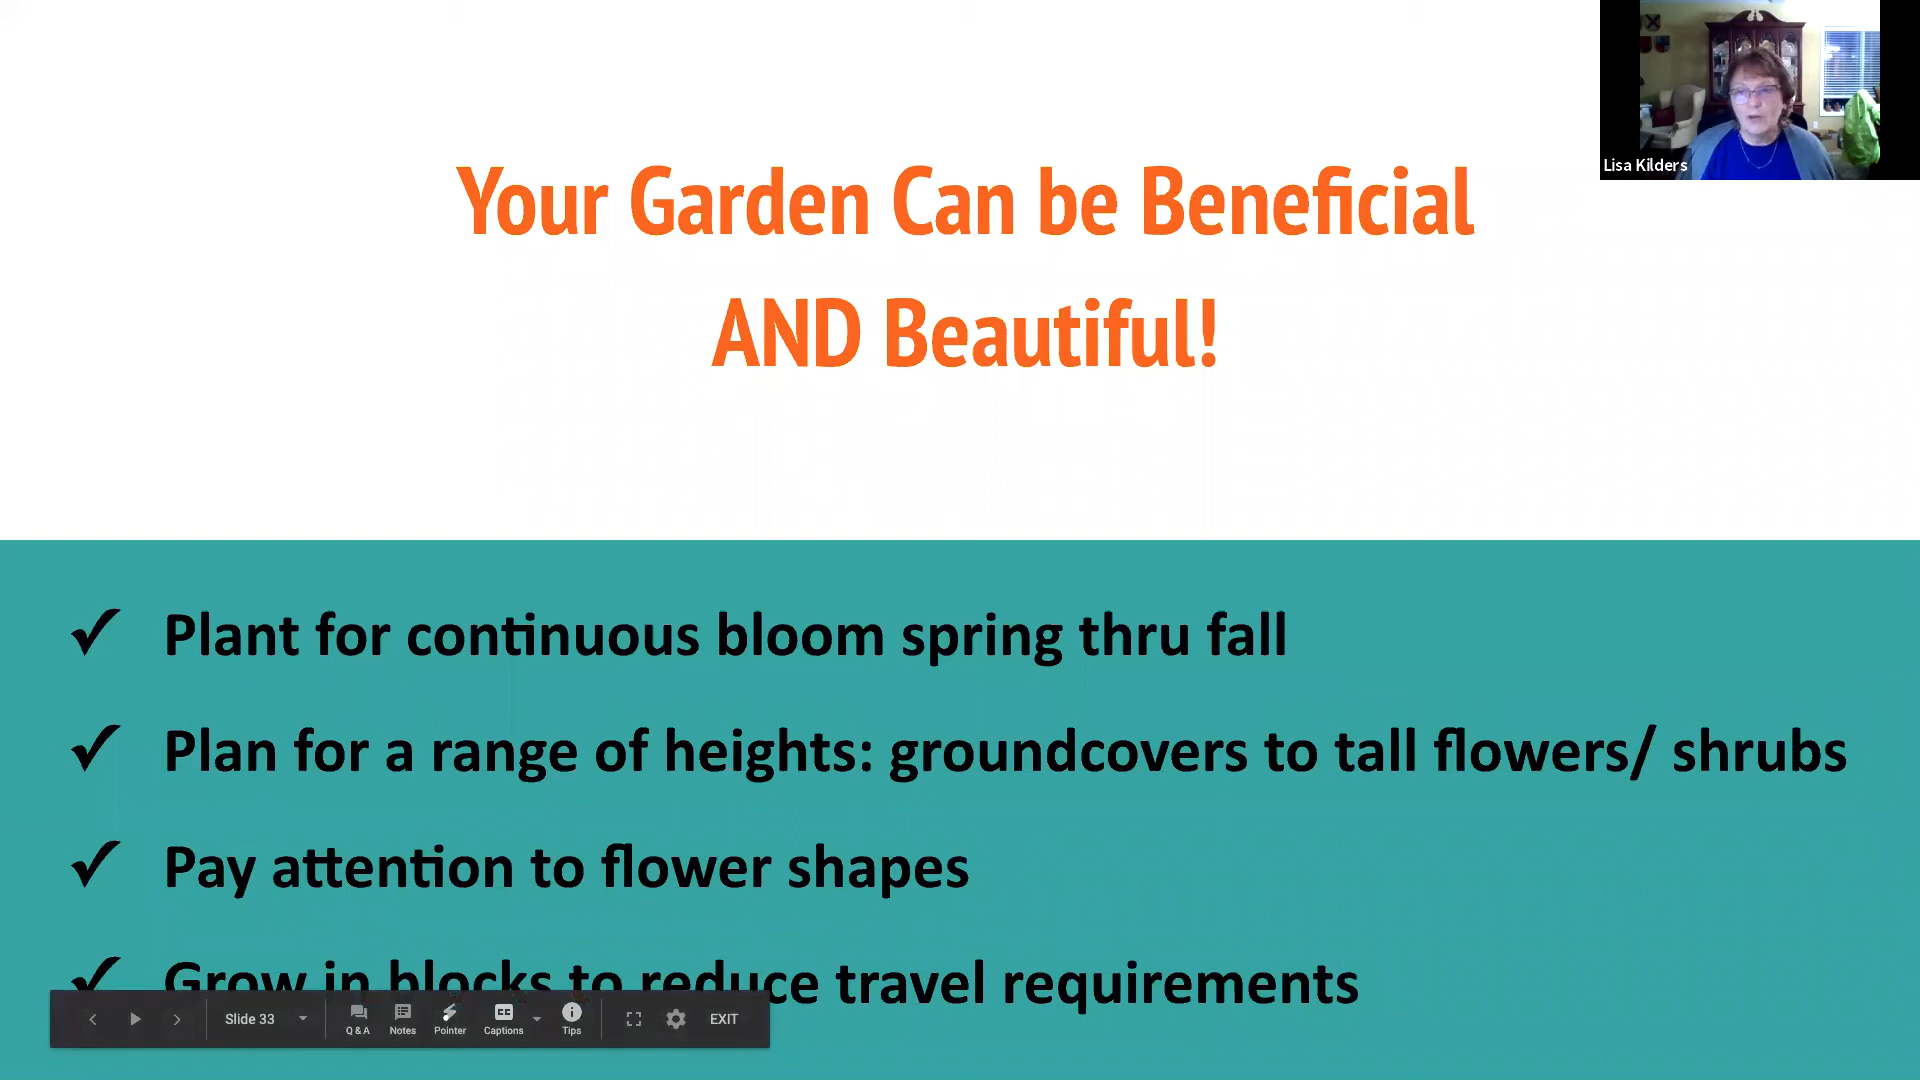 Your Garden Can be Beneficial
AND Beautiful!
Lisa Kilders
✓ Plant for continuous bloom spring thru fall
✓ Plan for a range of heights: groundcovers to tall flowers/ shrubs
✓ Pay attention to flower shapes
✓ Grow in blocks to reduce travel requirements
Slide 33
Q & A
Notes
Pointer
CC
Captions
Tips
EXIT